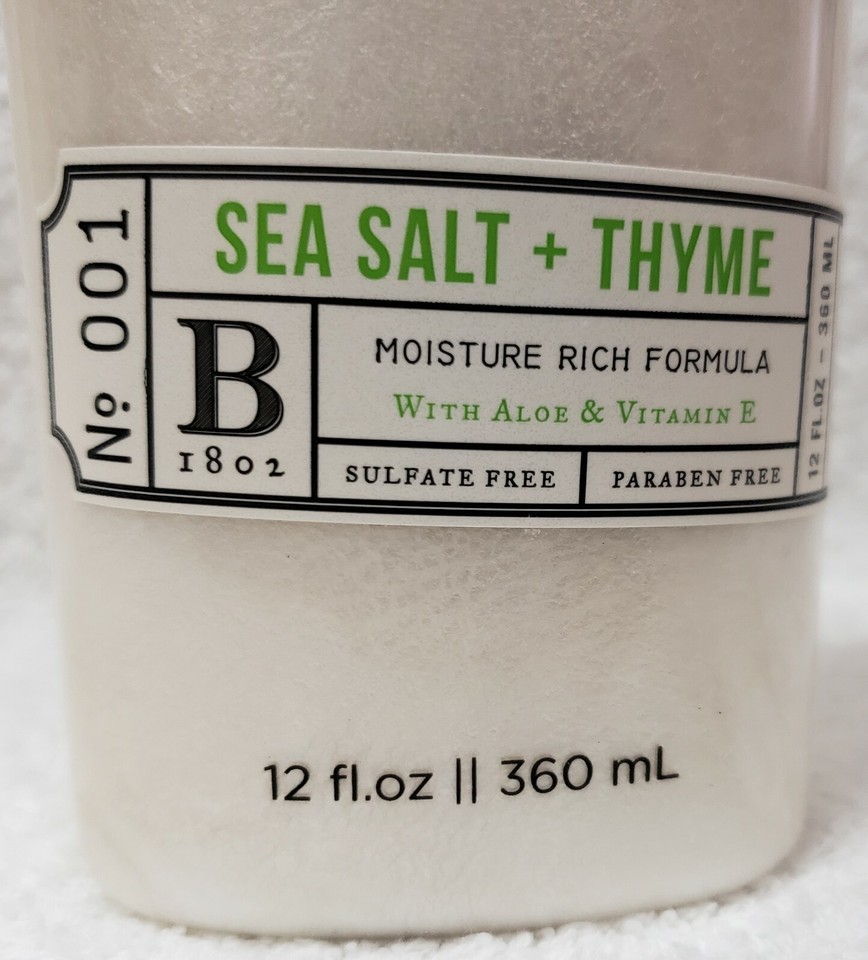 Nº 001
SEA SALT + THYME
B
1802
MOISTURE RICH FORMULA
WITH ALOE & VITAMIN E
SULFATE FREE
PARABEN FREE
12 FL.OZ – 360 ML
12 fl.oz || 360 mL